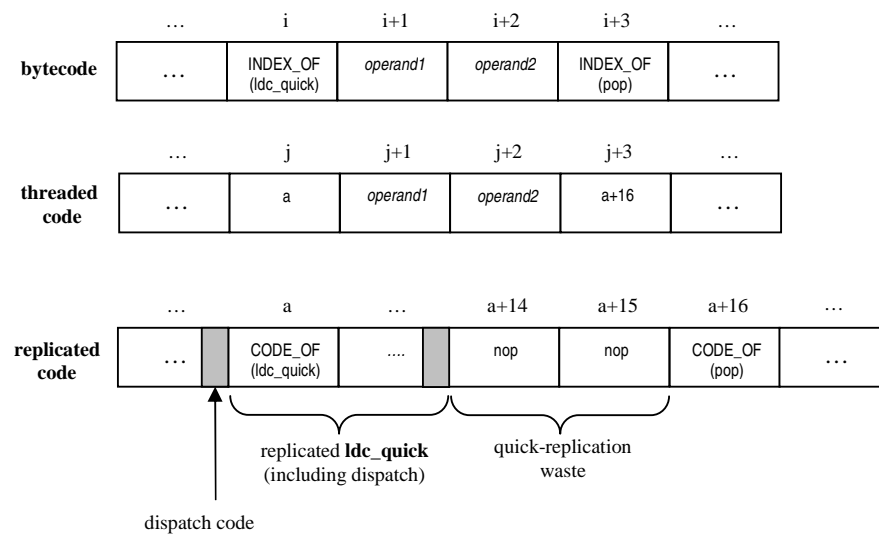 … i i+1 i+2 i+3 …
bytecode … INDEX_OF (ldc_quick) operand1 operand2 INDEX_OF (pop) …
… j j+1 j+2 j+3 …
threaded code … a operand1 operand2 a+16 …
… a … a+14 a+15 a+16 …
replicated code … CODE_OF (ldc_quick) .... nop nop CODE_OF (pop) …
replicated ldc_quick (including dispatch)
quick-replication waste
dispatch code